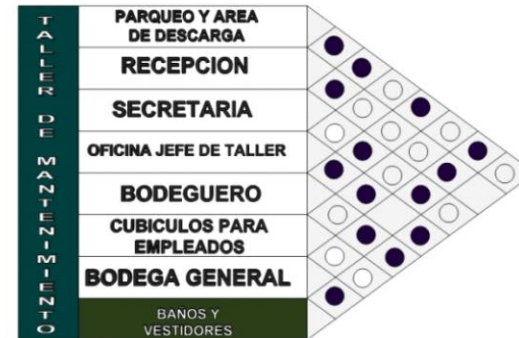 TALLER DE MANTENIMIENTO
PARQUEO Y AREA
DE DESCARGA
RECEPCION
SECRETARIA
OFICINA JEFE DE TALLER
BODEGUERO
CUBICULOS PARA
EMPLEADOS
BODEGA GENERAL
BAÑOS Y
VESTIDORES